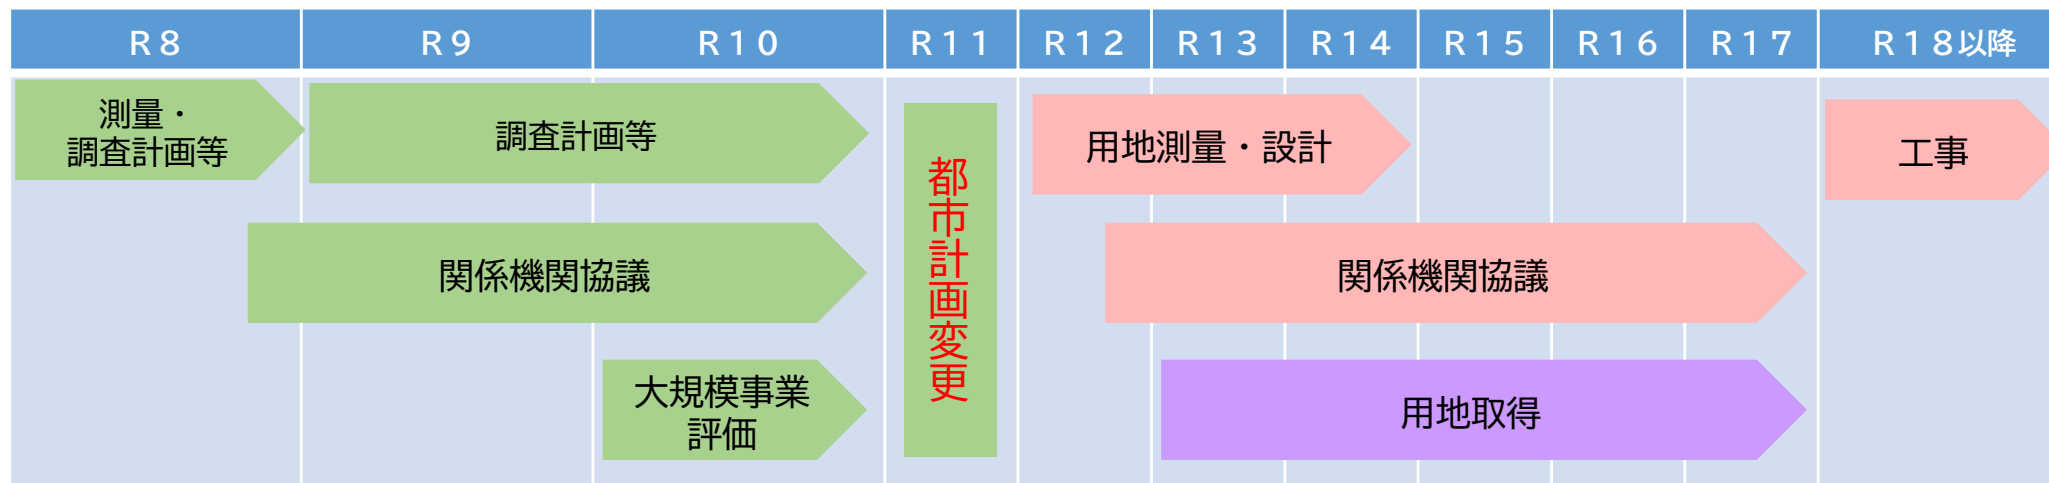 R8 R9 R10 R11 R12 R13 R14 R15 R16 R17 R18以降
測量・
調査計画等
調査計画等
都市計画変更
用地測量・設計
工事
関係機関協議
関係機関協議
大規模事業
評価
用地取得